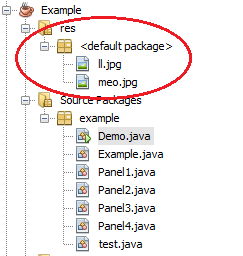 Example
res
<default package>
ll.jpg
meo.jpg
Source Packages
example
Demo.java
Example.java
Panel1.java
Panel2.java
Panel3.java
Panel4.java
test.java